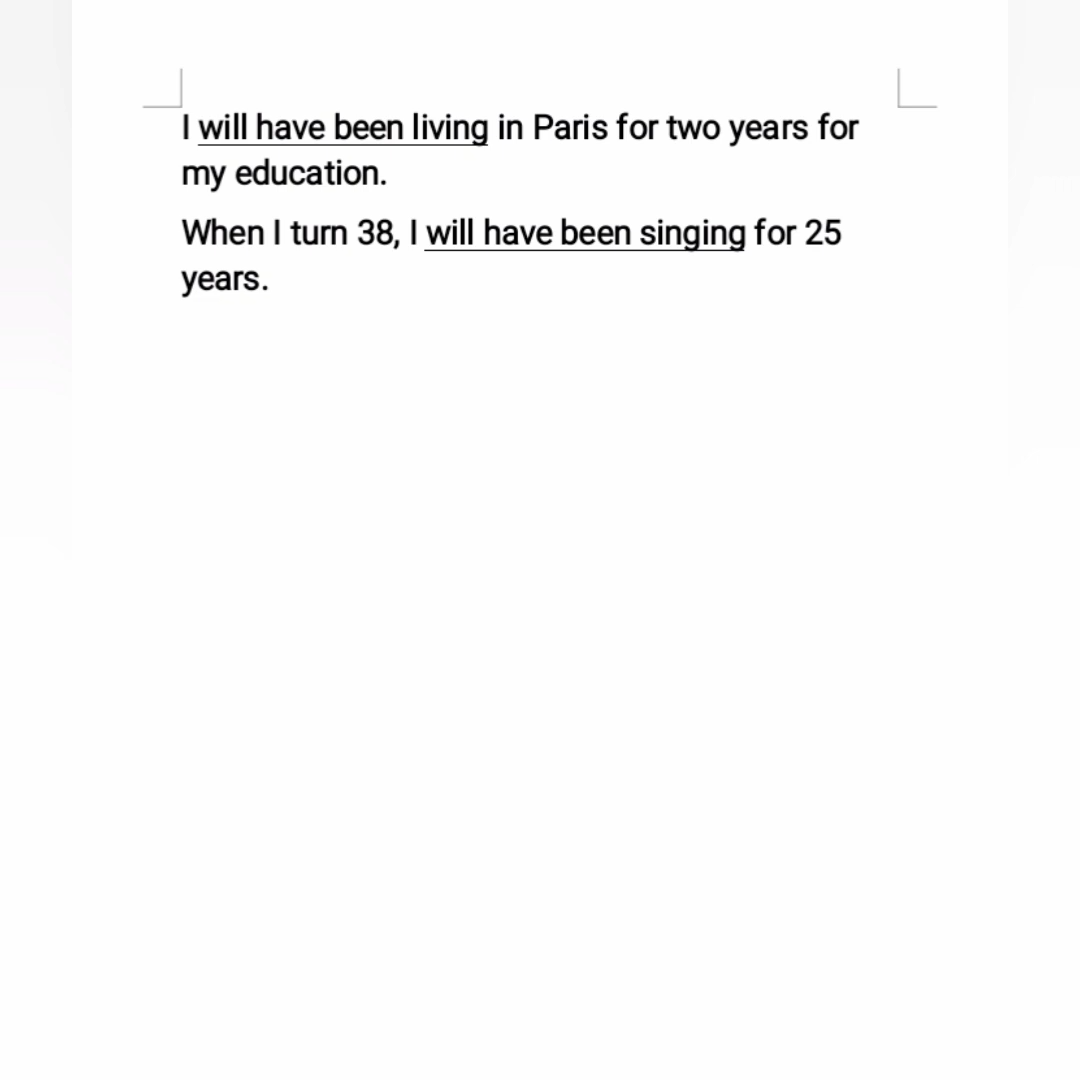 I will have been living in Paris for two years for
my education.
When I turn 38, I will have been singing for 25
years.